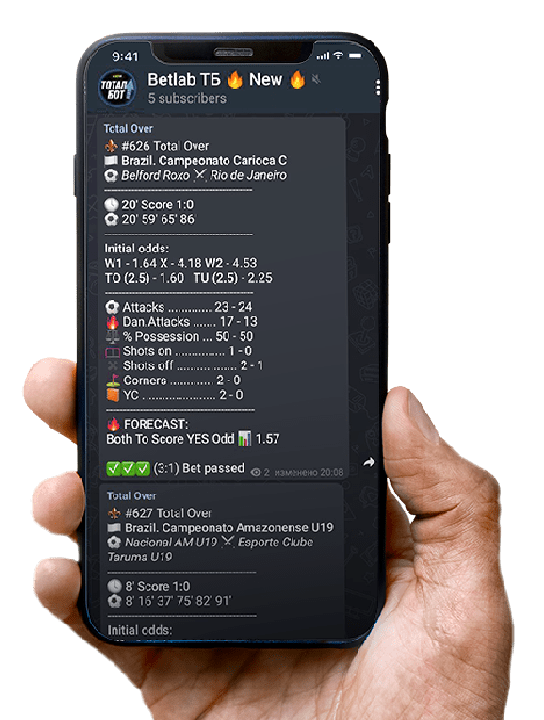 9:41
ТОТАЛ
БОТ
Betlab ТБ 🔥 New 🔥
5 subscribers
Total Over
#626 Total Over
Brazil. Campeonato Carioca C
Belford Roxo ⚔ Rio de Janeiro
20' Score 1:0
20' 59' 65' 86'
Initial odds:
W1 - 1.64 X - 4.18 W2 - 4.53
TO (2.5) - 1.60 TU (2.5) - 2.25
Attacks ............. 23 - 24
Dan.Attacks ....... 17 - 13
% Possession ... 50 - 50
Shots on .............. 1 - 0
Shots off ................ 2 - 1
Corners ................ 2 - 0
YC ...................... 2 - 0
🔥 FORECAST:
Both To Score YES Odd 📊 1.57
✅✅✅ (3:1) Bet passed 2 изменено 20:08
Total Over
#627 Total Over
Brazil. Campeonato Amazonense U19
Nacional AM U19 ⚔ Esporte Clube
Taruma U19
8' Score 1:0
8' 16' 37' 75' 82' 91'
Initial odds: